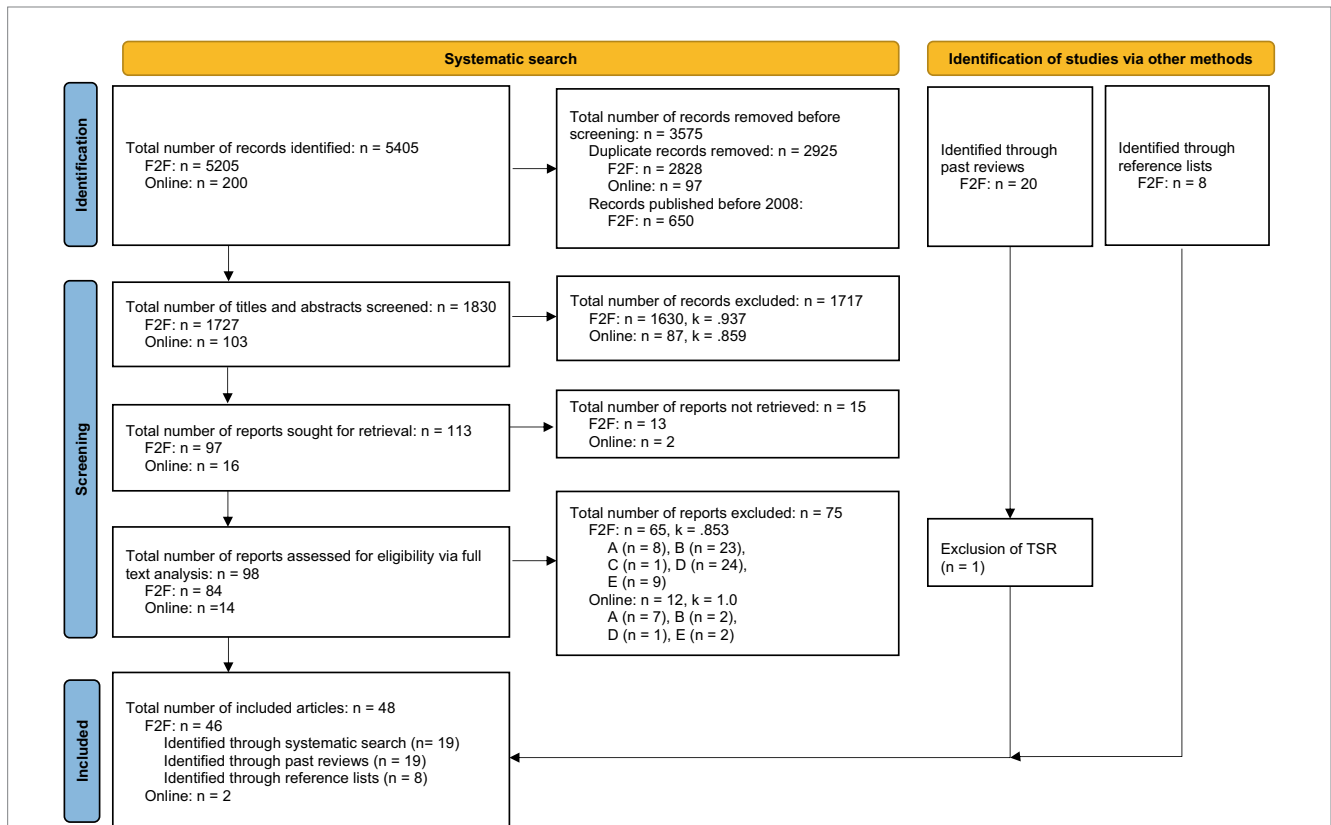 Systematic search
Identification of studies via other methods
Identification
Total number of records identified: n = 5405
F2F: n = 5205
Online: n = 200
Total number of records removed before
screening: n = 3575
Duplicate records removed: n = 2925
F2F: n = 2828
Online: n = 97
Records published before 2008:
F2F: n = 650
Identified through
past reviews
F2F: n = 20
Identified through
reference lists
F2F: n = 8
Screening
Total number of titles and abstracts screened: n = 1830
F2F: n = 1727
Online: n = 103
Total number of records excluded: n = 1717
F2F: n = 1630, k = .937
Online: n = 87, k = .859
Total number of reports sought for retrieval: n = 113
F2F: n = 97
Online: n = 16
Total number of reports not retrieved: n = 15
F2F: n = 13
Online: n = 2
Total number of reports assessed for eligibility via full
text analysis: n = 98
F2F: n = 84
Online: n =14
Total number of reports excluded: n = 75
F2F: n = 65, k = .853
A (n = 8), B (n = 23),
C (n = 1), D (n = 24),
E (n = 9)
Online: n = 12, k = 1.0
A (n = 7), B (n = 2),
D (n = 1), E (n = 2)
Exclusion of TSR
(n = 1)
Included
Total number of included articles: n = 48
F2F: n = 46
Identified through systematic search (n= 19)
Identified through past reviews (n = 19)
Identified through reference lists (n = 8)
Online: n = 2